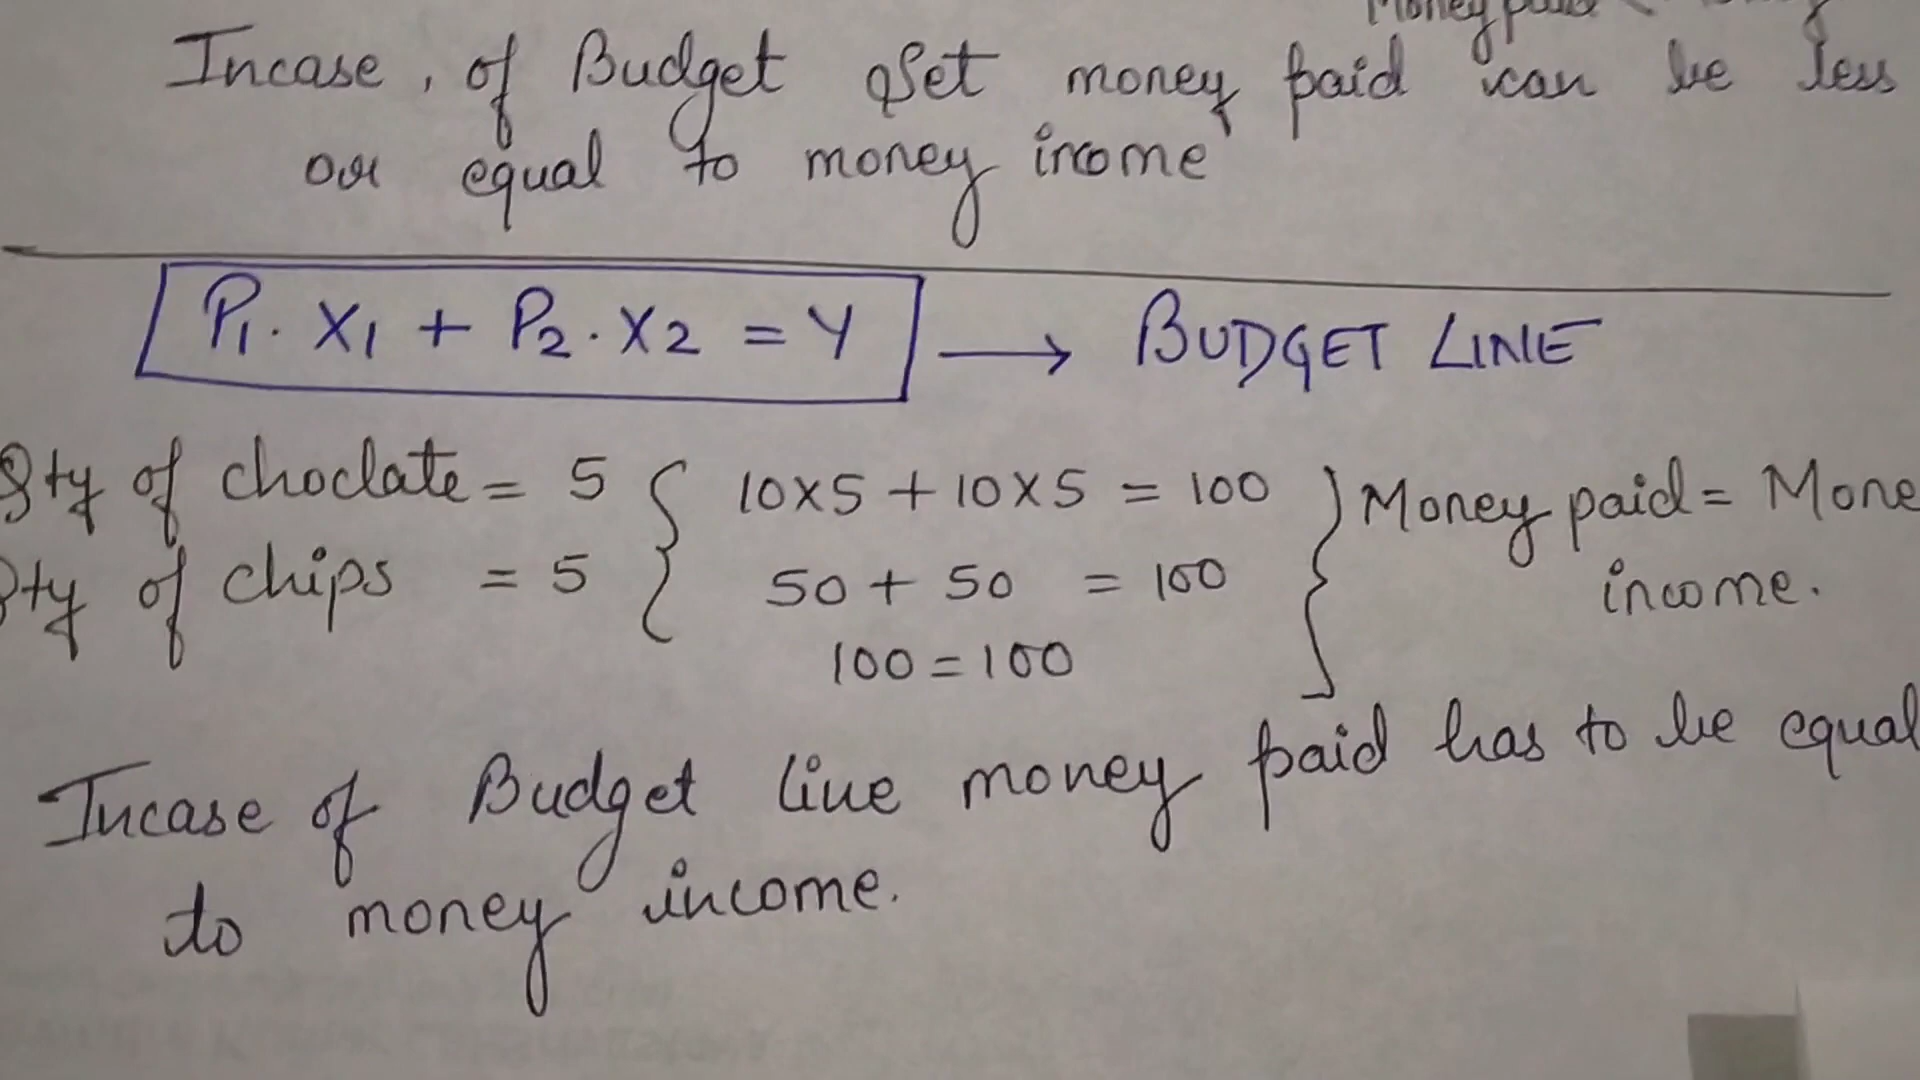 Money paid
Incase, of Budget Set money paid can be less
or equal to money income
P1. X1 + P2. X2 = Y → BUDGET LINE
Qty of choclate = 5 { 10x5 + 10x5 = 100 } Money paid = Mone
Qty of chips = 5 50 + 50 = 100 income.
100 = 100
Incase of Budget line money paid has to be equal
to money income.